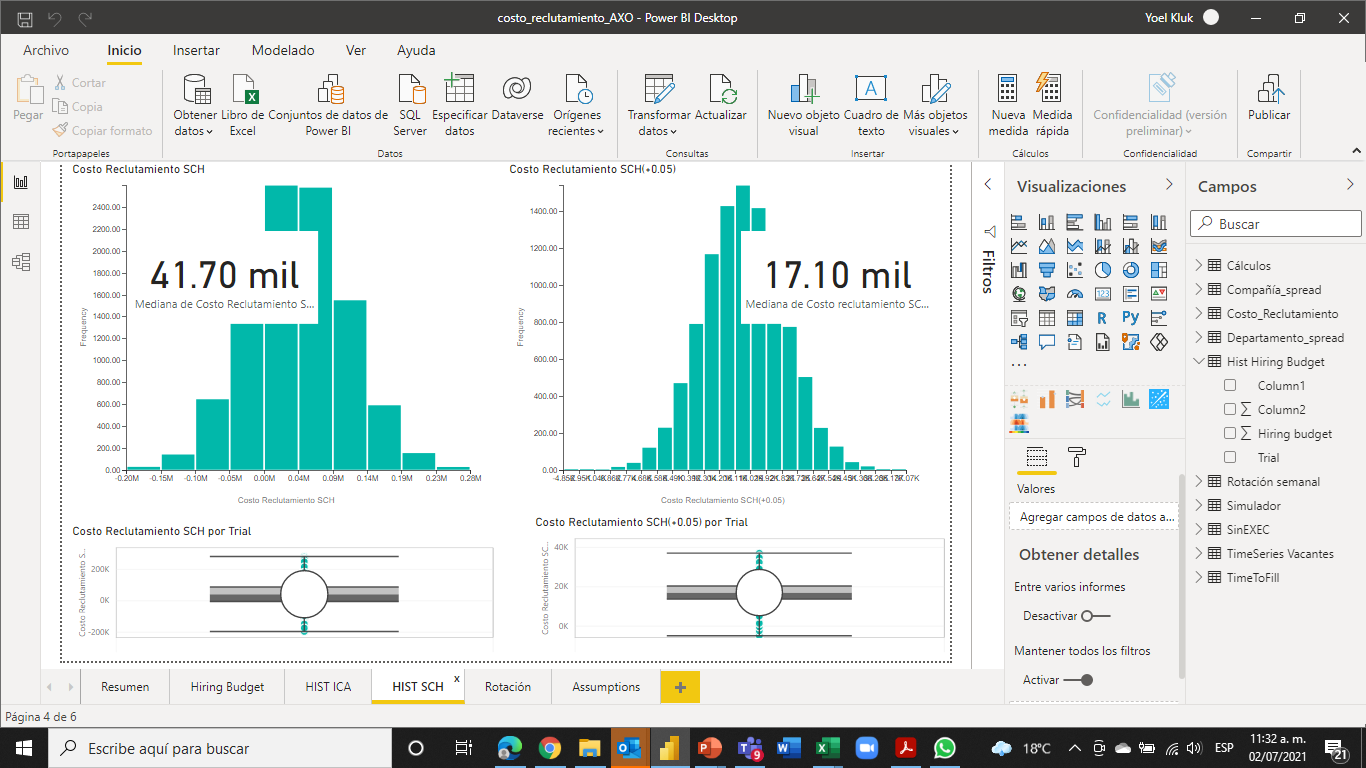 costo_reclutamiento_AXO - Power BI Desktop
Yoel Kluk
Archivo
Inicio
Insertar
Modelado
Ver
Ayuda
Pegar
Cortar
Copia
Copiar formato
Portapapeles
Obtener datos
Libro de Excel
Conjuntos de datos de Power BI
SQL Server
Especificar datos
Dataverse
Orígenes recientes
Datos
Transformar datos
Actualizar
Consultas
Nuevo objeto visual
Cuadro de texto
Más objetos visuales
Insertar
Nueva medida
Medida rápida
Cálculos
Confidencialidad (versión preliminar)
Confidencialidad
Publicar
Compartir
Costo Reclutamiento SCH
2400.00
2200.00
2000.00
1800.00
1600.00
1400.00
1200.00
1000.00
800.00
600.00
400.00
200.00
0.00
Frequency
41.70 mil
Mediana de Costo Reclutamiento S...
-0.20M
-0.15M
-0.10M
-0.05M
0.00M
0.04M
0.09M
0.14M
0.19M
0.23M
0.28M
Costo Reclutamiento SCH
Costo Reclutamiento SCH(+0.05)
1400.00
1200.00
1000.00
800.00
600.00
400.00
200.00
0.00
Frequency
17.10 mil
Mediana de Costo reclutamiento SC...
Costo Reclutamiento SCH(+0.05)
Costo Reclutamiento SCH por Trial
Costo Reclutamiento S...
200K
0K
-200K
Costo Reclutamiento SCH(+0.05) por Trial
Costo Reclutamiento SC...
40K
20K
0K
Filtros
Visualizaciones
R
Py
123
Valores
Agregar campos de datos a...
Obtener detalles
Entre varios informes
Desactivar
Mantener todos los filtros
Activar
Campos
Buscar
Cálculos
Compañía_spread
Costo_Reclutamiento
Departamento_spread
Hist Hiring Budget
Column1
Column2
Hiring budget
Trial
Rotación semanal
Simulador
SinEXEC
TimeSeries Vacantes
TimeToFill
Resumen
Hiring Budget
HIST ICA
HIST SCH
x
Rotación
Assumptions
+
Página 4 de 6
Escribe aquí para buscar
9
18°C
ESP
11:32 a. m.
02/07/2021
21